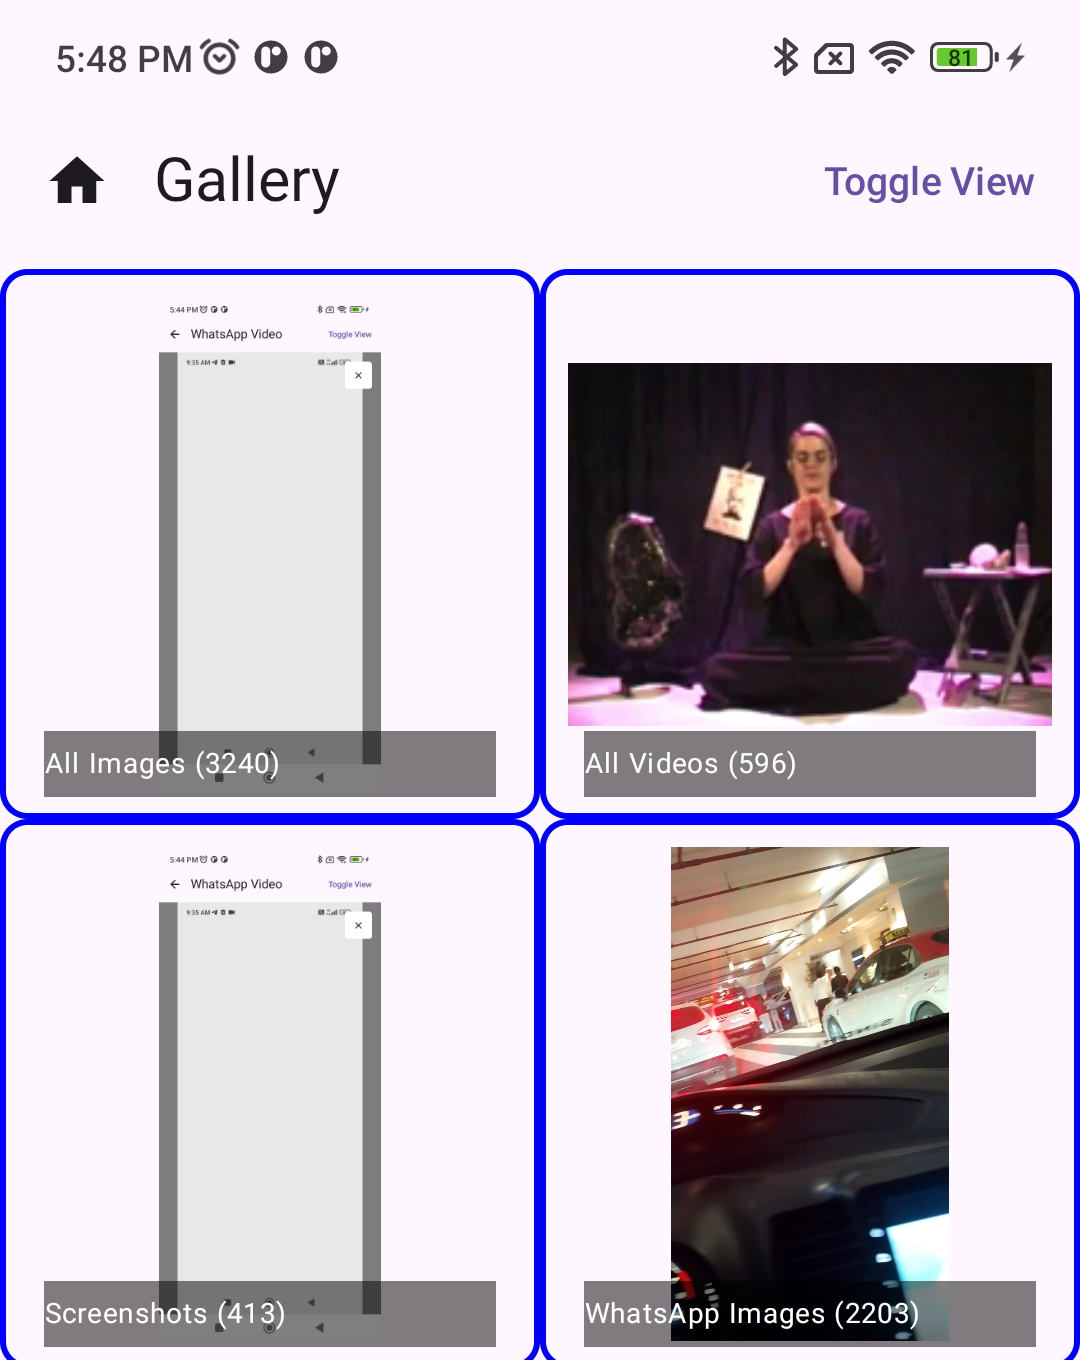 5:48 PM
81
Gallery
Toggle View
5:44 PM
WhatsApp Video
Toggle View
9:35 AM
All Images (3240)
All Videos (596)
5:44 PM
WhatsApp Video
Toggle View
9:35 AM
Screenshots (413)
WhatsApp Images (2203)